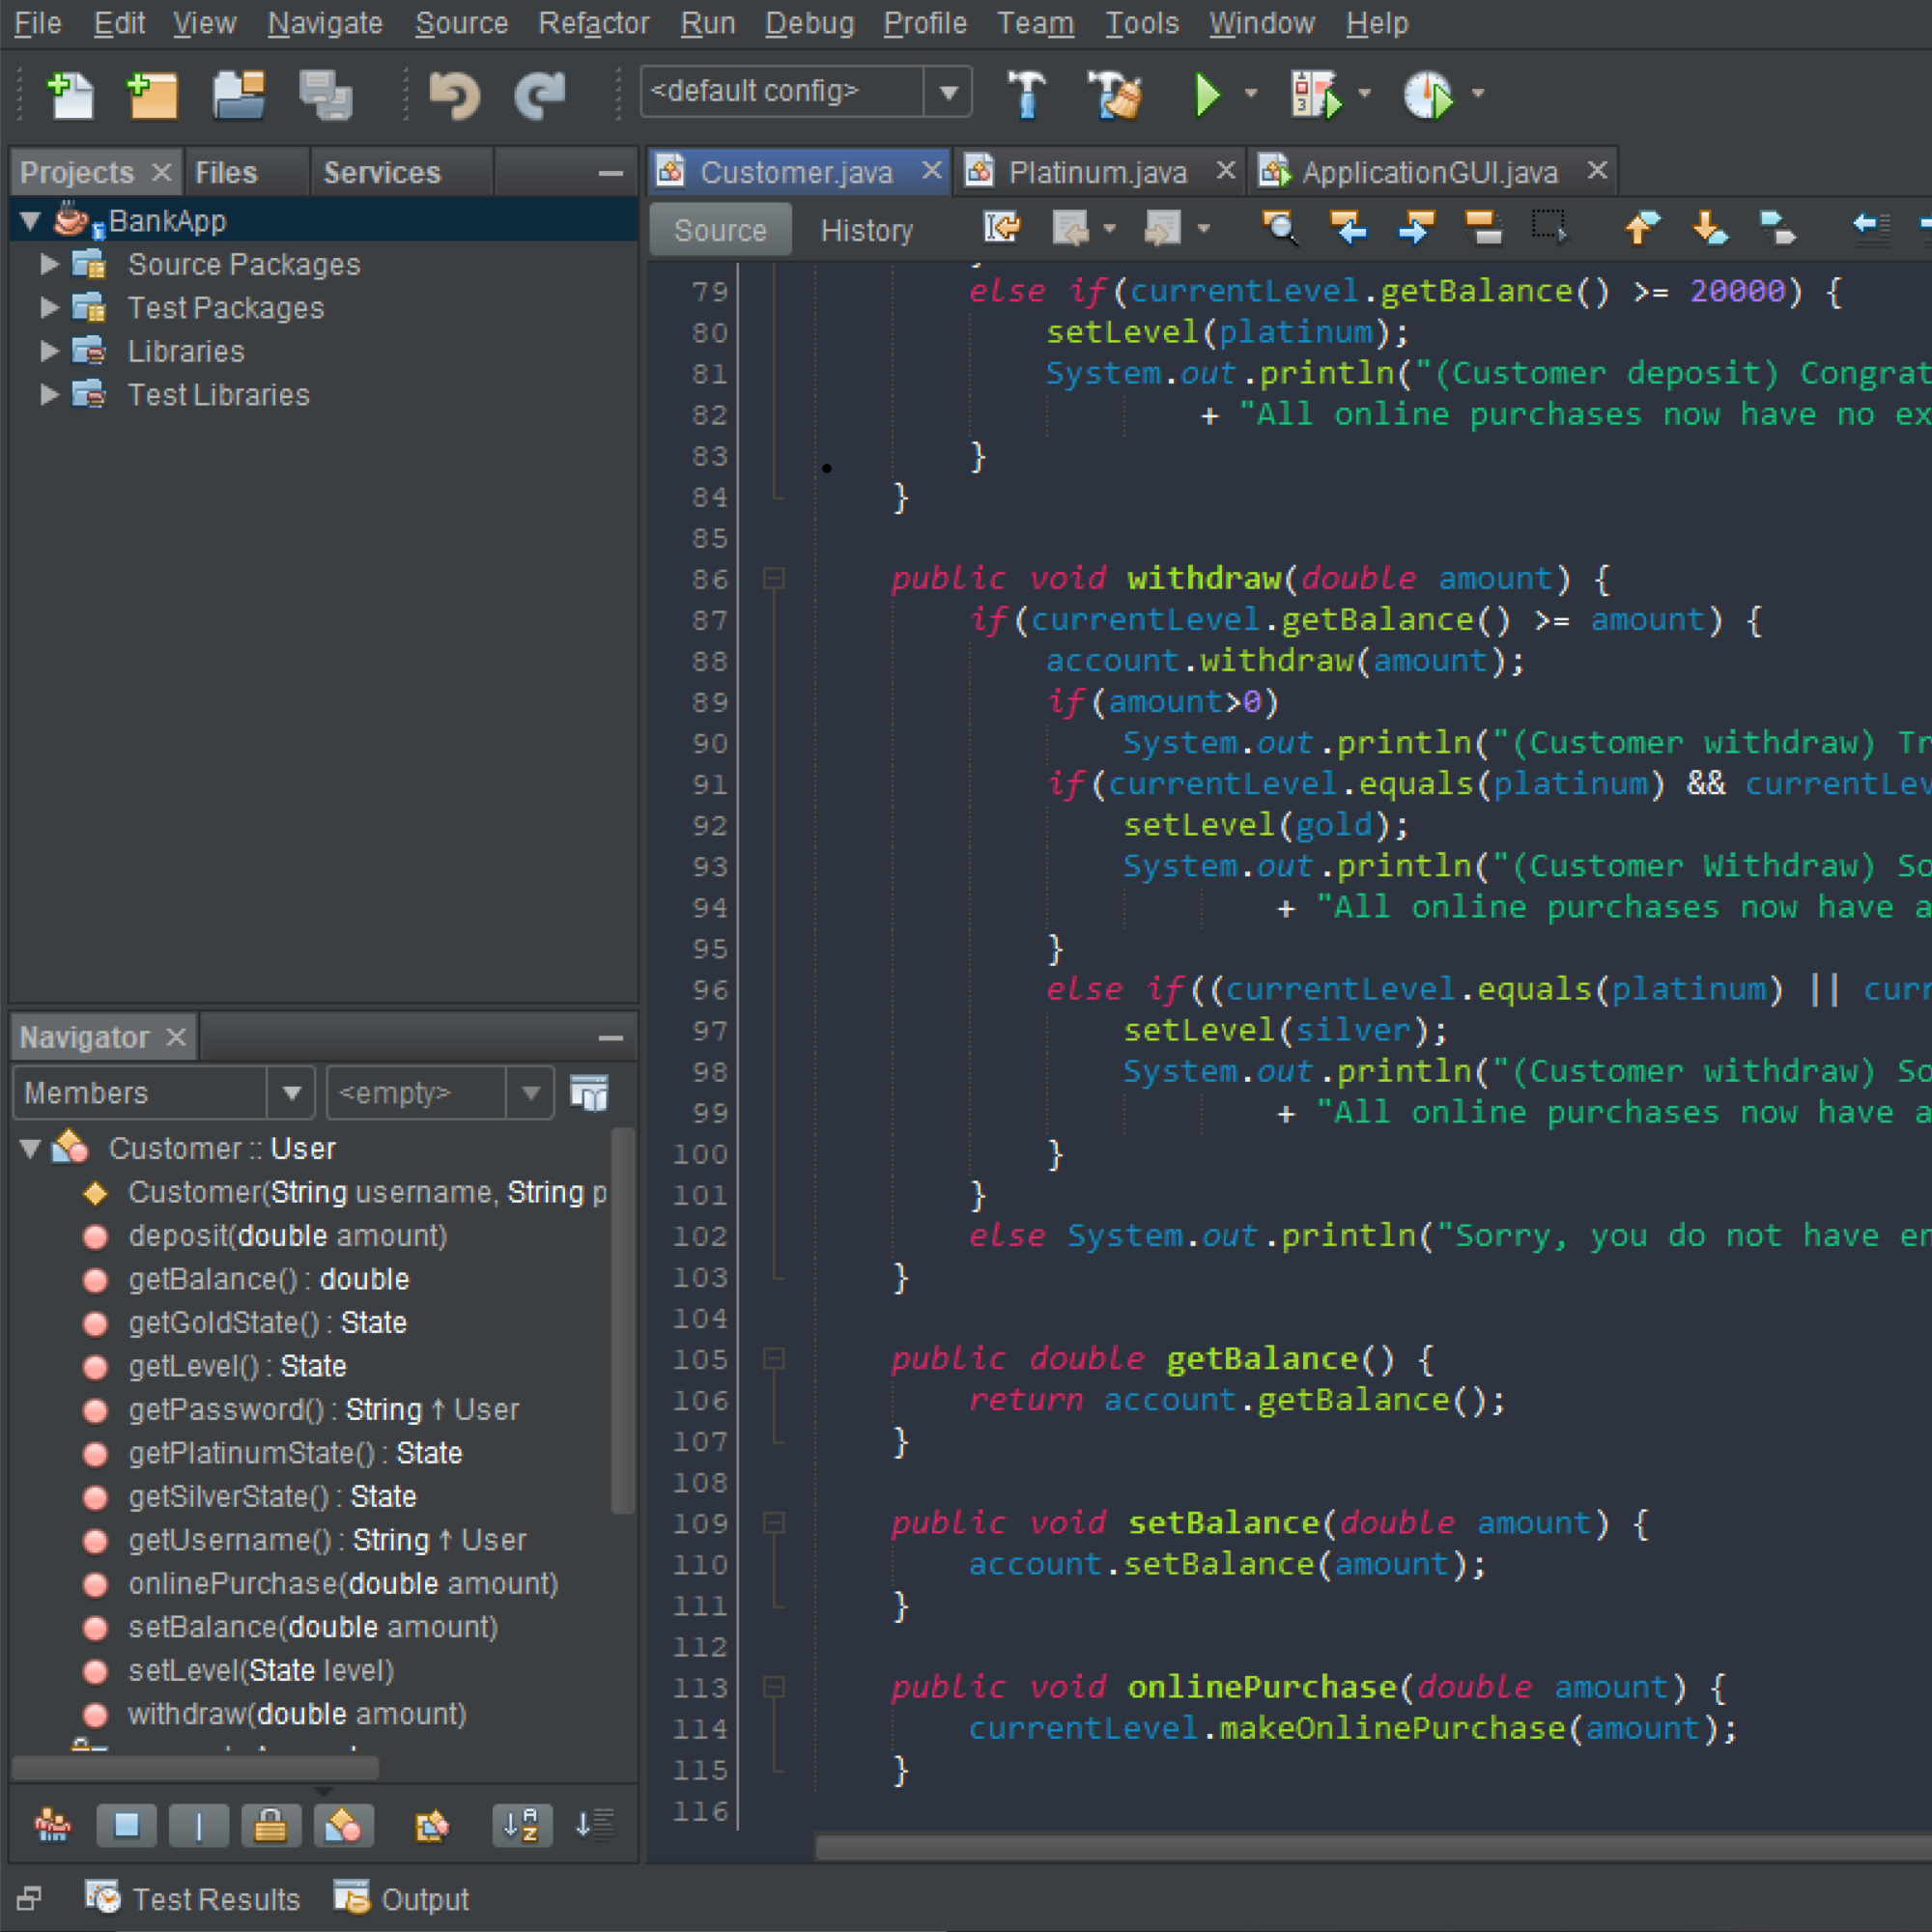 File Edit View Navigate Source Refactor Run Debug Profile Team Tools Window Help
<default config>
Projects Files Services
BankApp
Source Packages
Test Packages
Libraries
Test Libraries
Navigator
Members <empty>
Customer :: User
Customer(String username, String p
deposit(double amount)
getBalance() : double
getGoldState() : State
getLevel() : State
getPassword() : String ↑ User
getPlatinumState() : State
getSilverState() : State
getUsername() : String ↑ User
onlinePurchase(double amount)
setBalance(double amount)
setLevel(State level)
withdraw(double amount)
Customer.java Platinum.java ApplicationGUI.java
Source History
79 else if(currentLevel.getBalance() >= 20000) {
80 setLevel(platinum);
81 System.out.println("(Customer deposit) Congrat
82 + "All online purchases now have no ex
83 }
84 }
85
86 public void withdraw(double amount) {
87 if(currentLevel.getBalance() >= amount) {
88 account.withdraw(amount);
89 if(amount>0)
90 System.out.println("(Customer withdraw) Tr
91 if(currentLevel.equals(platinum) && currentLev
92 setLevel(gold);
93 System.out.println("(Customer Withdraw) So
94 + "All online purchases now have a
95 }
96 else if((currentLevel.equals(platinum) || curr
97 setLevel(silver);
98 System.out.println("(Customer withdraw) So
99 + "All online purchases now have a
100 }
101 }
102 else System.out.println("Sorry, you do not have en
103 }
104
105 public double getBalance() {
106 return account.getBalance();
107 }
108
109 public void setBalance(double amount) {
110 account.setBalance(amount);
111 }
112
113 public void onlinePurchase(double amount) {
114 currentLevel.makeOnlinePurchase(amount);
115 }
116
Test Results Output